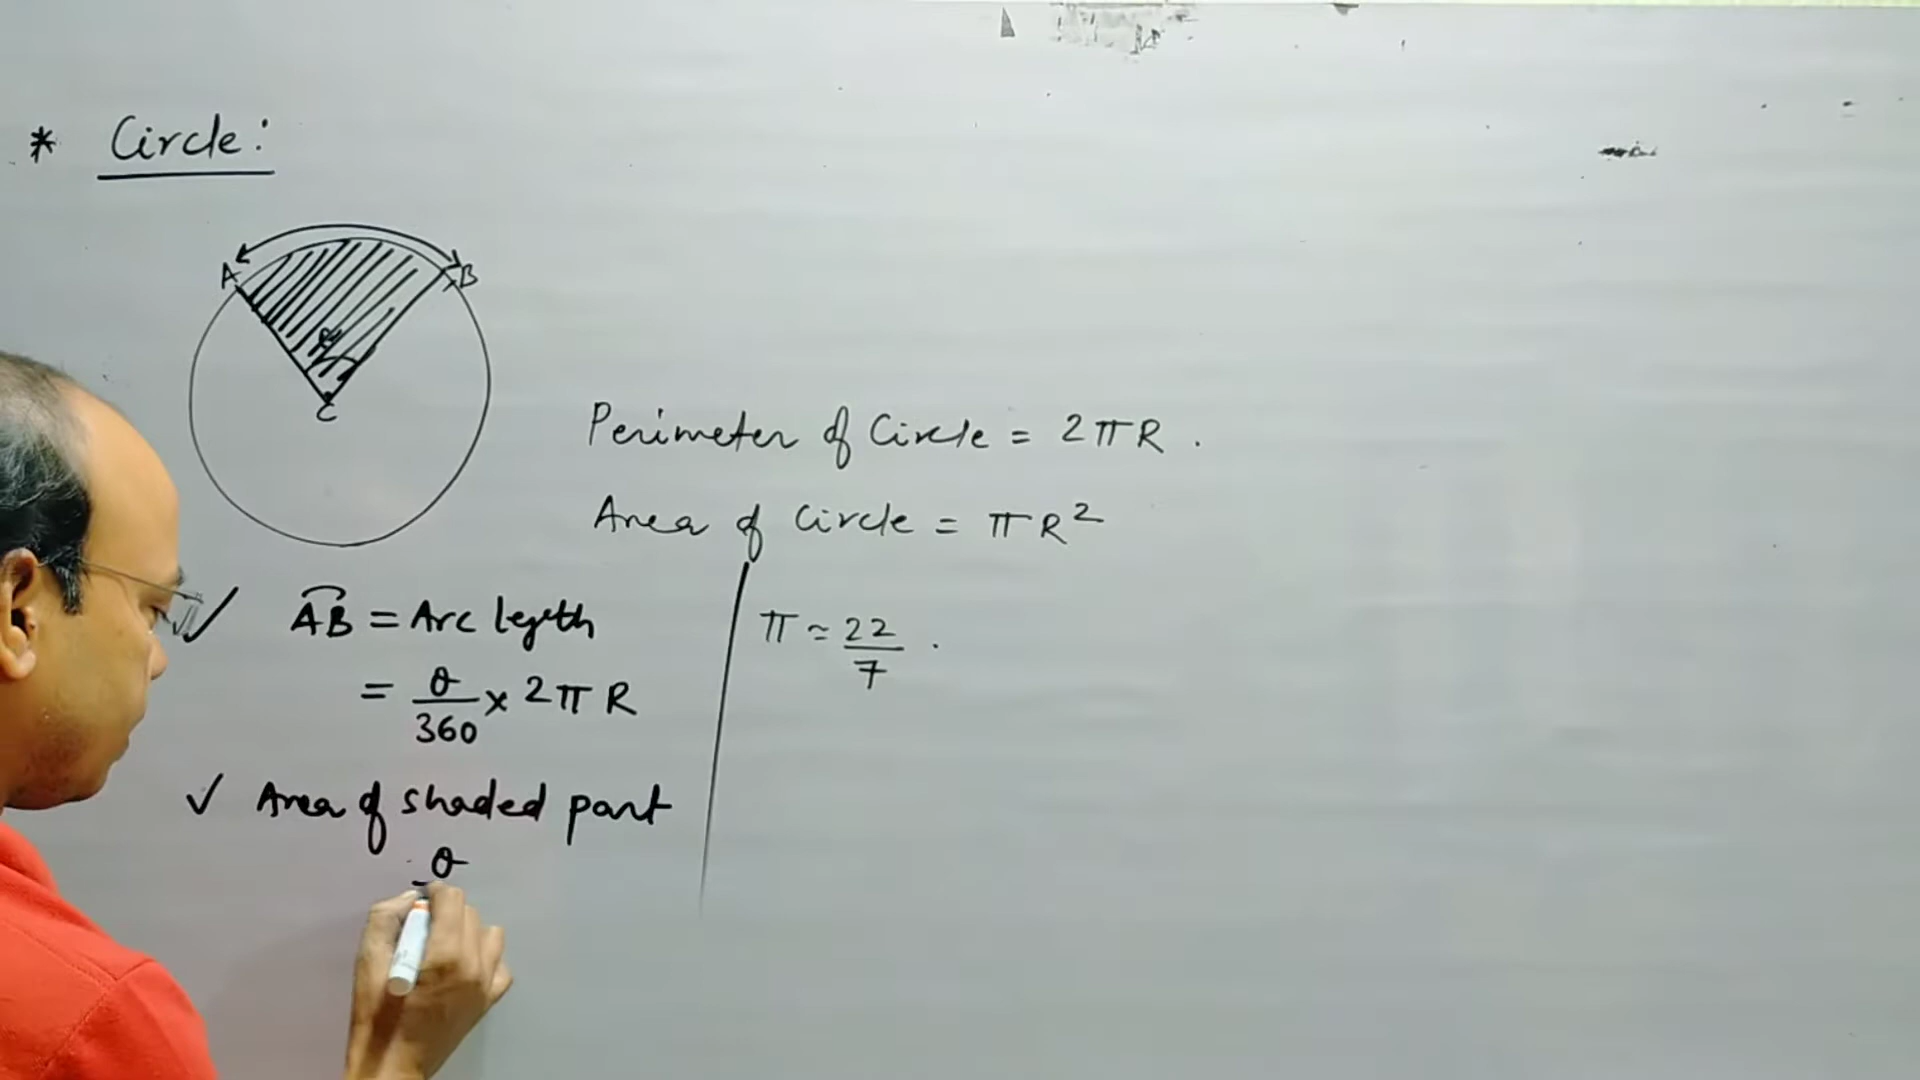 * Circle:
A
B
C
Perimeter of Circle = 2πR.
Area of Circle = πR²
AB = Arc length
= θ/360 × 2πR
π ≃ 22/7.
✓ Area of shaded part
θ